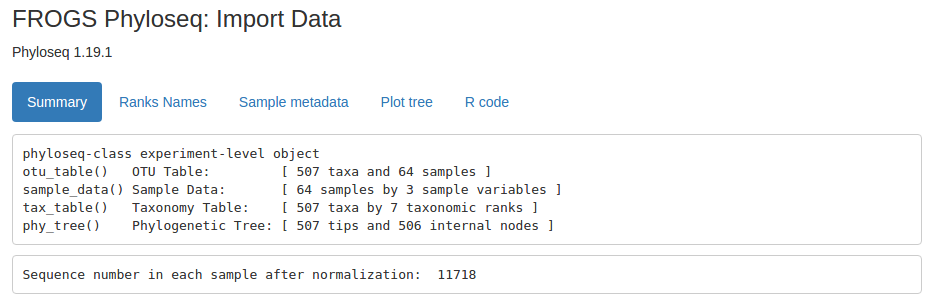 FROGS Phyloseq: Import Data
Phyloseq 1.19.1
Summary Ranks Names Sample metadata Plot tree R code
phyloseq-class experiment-level object
otu_table()   OTU Table:         [ 507 taxa and 64 samples ]
sample_data() Sample Data:       [ 64 samples by 3 sample variables ]
tax_table()   Taxonomy Table:    [ 507 taxa by 7 taxonomic ranks ]
phy_tree()    Phylogenetic Tree: [ 507 tips and 506 internal nodes ]
Sequence number in each sample after normalization:  11718